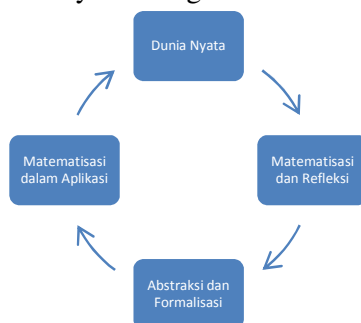 Dunia Nyata
Matematisasi
dan Refleksi
Abstraksi dan
Formalisasi
Matematisasi
dalam Aplikasi